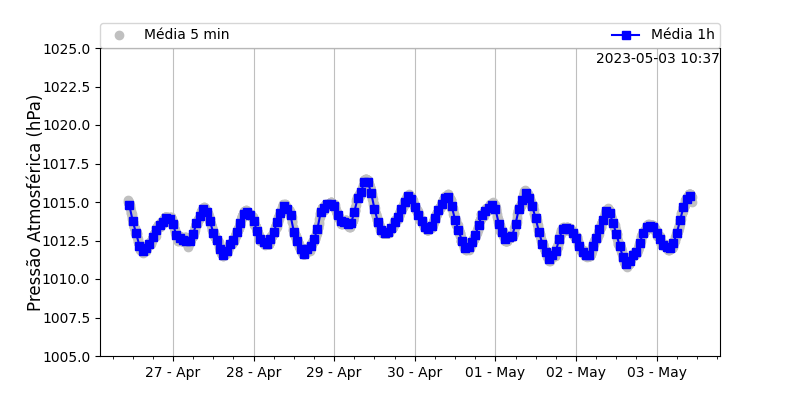 Média 5 min
Média 1h
2023-05-03 10:37
Pressão Atmosférica (hPa)
1025.0
1022.5
1020.0
1017.5
1015.0
1012.5
1010.0
1007.5
1005.0
27 - Apr
28 - Apr
29 - Apr
30 - Apr
01 - May
02 - May
03 - May